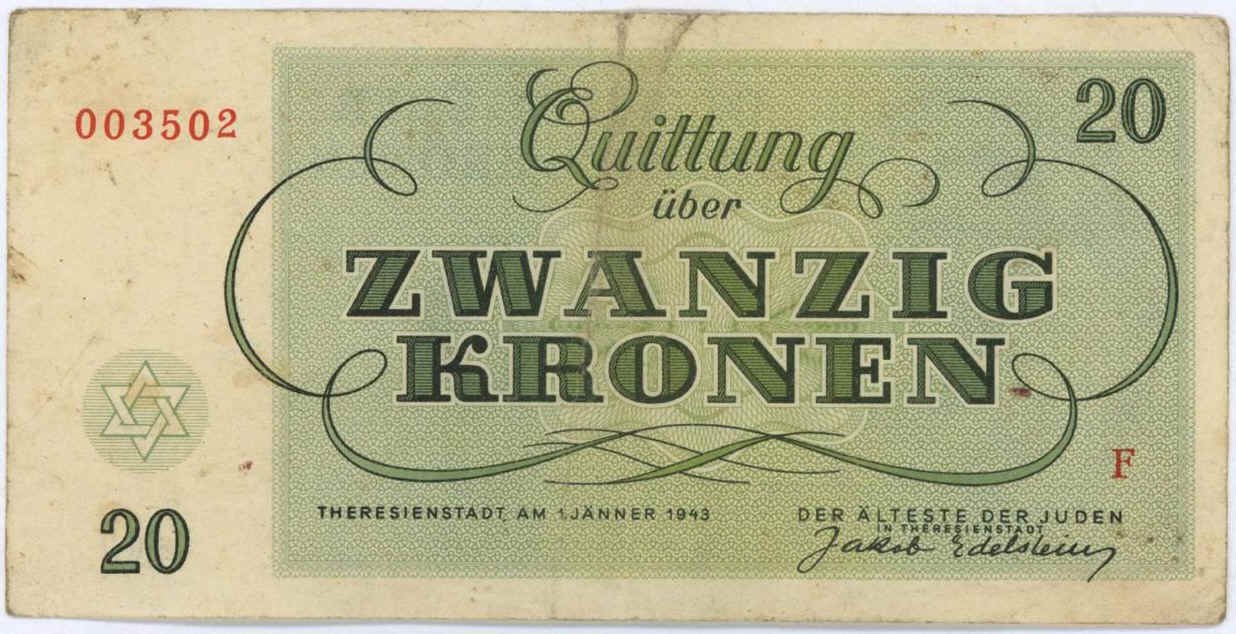 003502
20
Quittung
über
ZWANZIG
KRONEN
F
20
THERESIENSTADT, AM 1. JÄNNER 1943
DER ÄLTESTE DER JUDEN
IN THERESIENSTADT
Jakob Edelstein